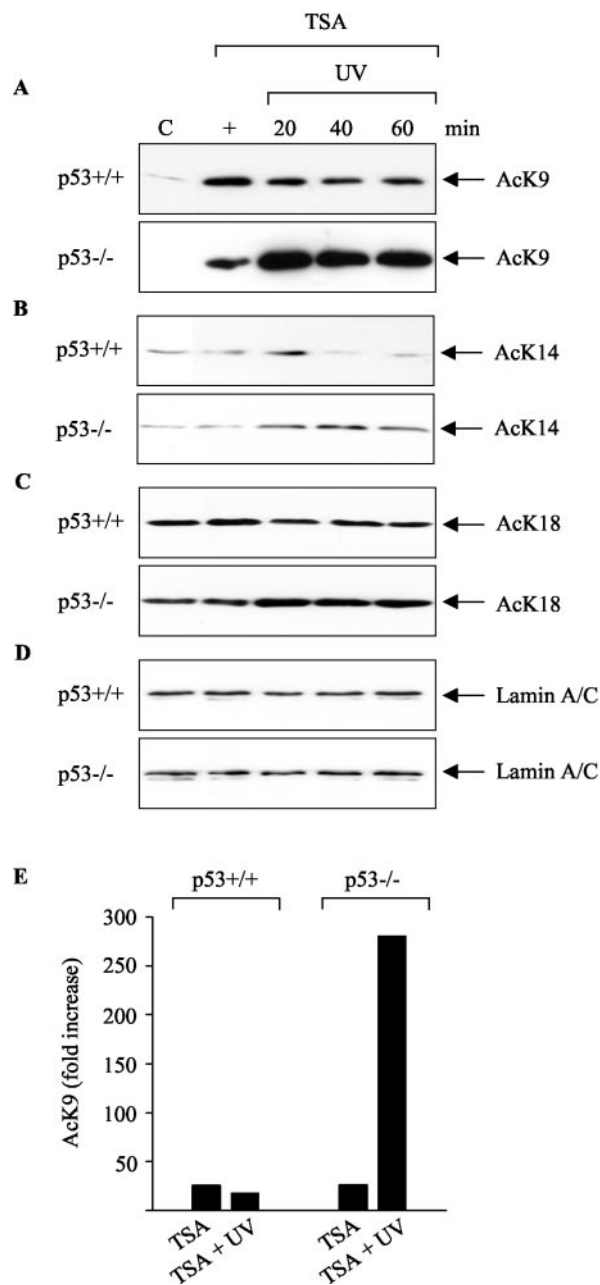 TSA
UV
A
C + 20 40 60 min
p53+/+ AcK9
p53-/- AcK9
B
p53+/+ AcK14
p53-/- AcK14
C
p53+/+ AcK18
p53-/- AcK18
D
p53+/+ Lamin A/C
p53-/- Lamin A/C
E
p53+/+ p53-/-
300
250
200
150
100
50
AcK9 (fold increase)
TSA
TSA + UV
TSA
TSA + UV